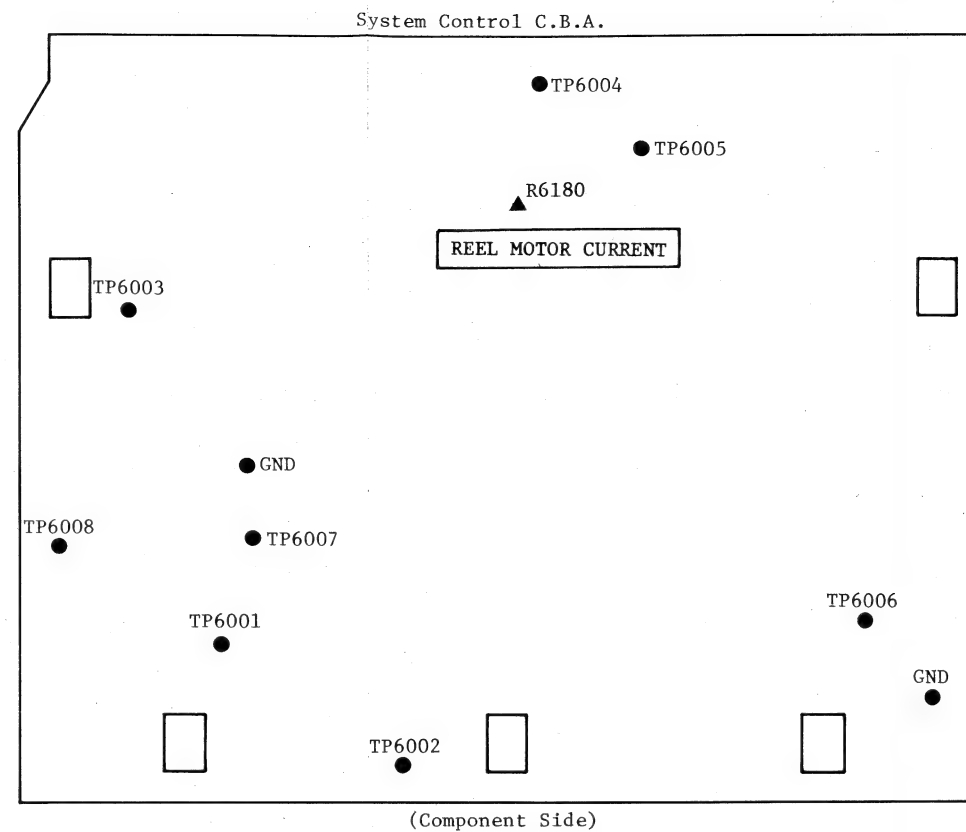 System Control C.B.A.
TP6004
TP6005
R6180
REEL MOTOR CURRENT
TP6003
GND
TP6008
TP6007
TP6001
TP6006
GND
TP6002
(Component Side)